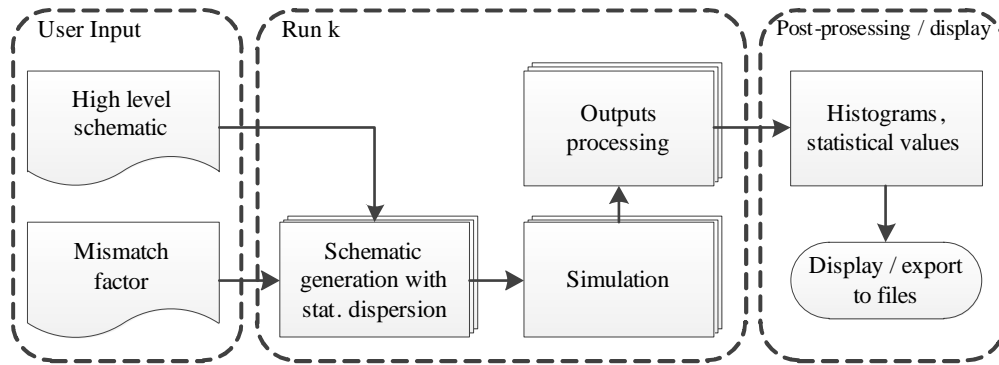 User Input
High level
schematic
Mismatch
factor
Run k
Schematic
generation with
stat. dispersion
Simulation
Outputs
processing
Post-prosessing / display
Histograms,
statistical values
Display / export
to files